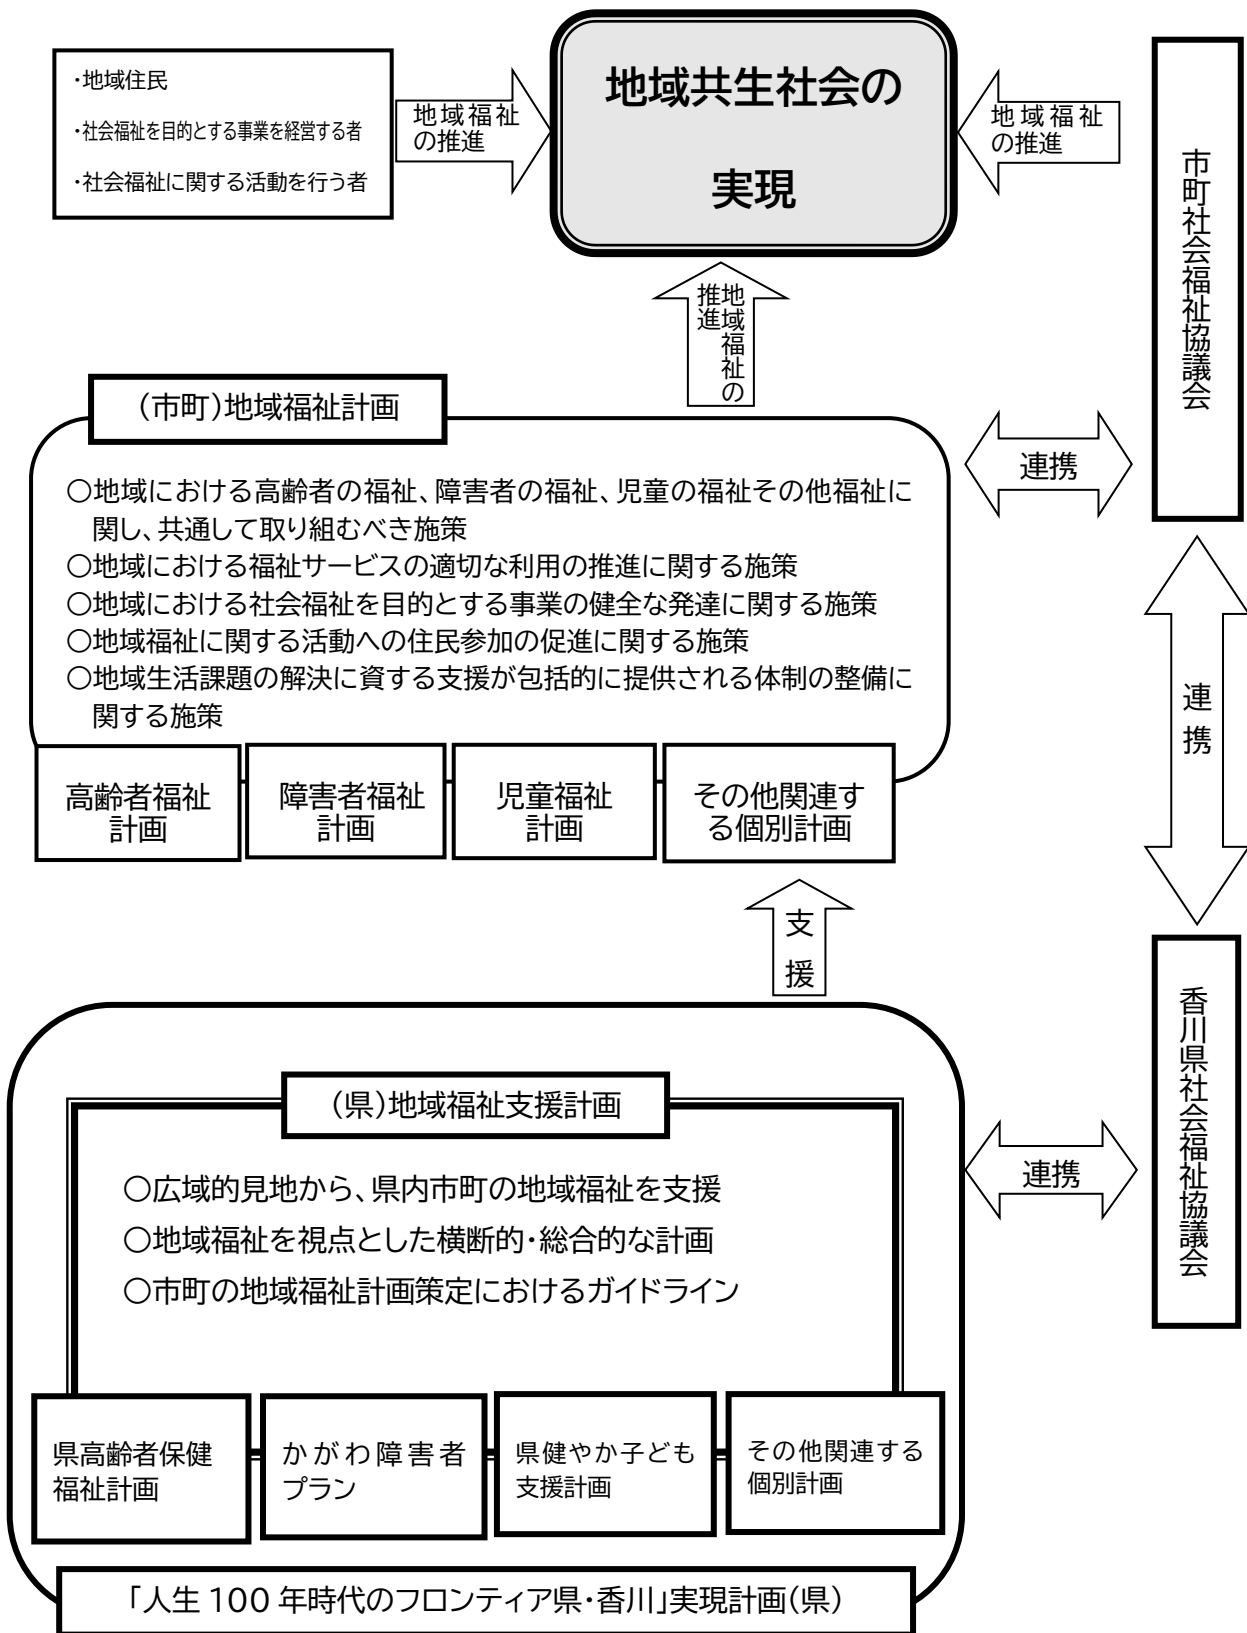 ・地域住民
・社会福祉を目的とする事業を経営する者
・社会福祉に関する活動を行う者
地域福祉
の推進
地域共生社会の
実現
地域福祉
の推進
市町社会福祉協議会
地域福祉の
推進
（市町）地域福祉計画
○地域における高齢者の福祉、障害者の福祉、児童の福祉その他福祉に
関し、共通して取り組むべき施策
○地域における福祉サービスの適切な利用の推進に関する施策
○地域における社会福祉を目的とする事業の健全な発達に関する施策
○地域福祉に関する活動への住民参加の促進に関する施策
○地域生活課題の解決に資する支援が包括的に提供される体制の整備に
関する施策
連携
高齢者福祉
計画
障害者福祉
計画
児童福祉
計画
その他関連す
る個別計画
連携
支援
香川県社会福祉協議会
（県）地域福祉支援計画
○広域的見地から、県内市町の地域福祉を支援
○地域福祉を視点とした横断的・総合的な計画
○市町の地域福祉計画策定におけるガイドライン
連携
県高齢者保健
福祉計画
かがわ障害者
プラン
県健やか子ども
支援計画
その他関連する
個別計画
「人生100年時代のフロンティア県・香川」実現計画（県）